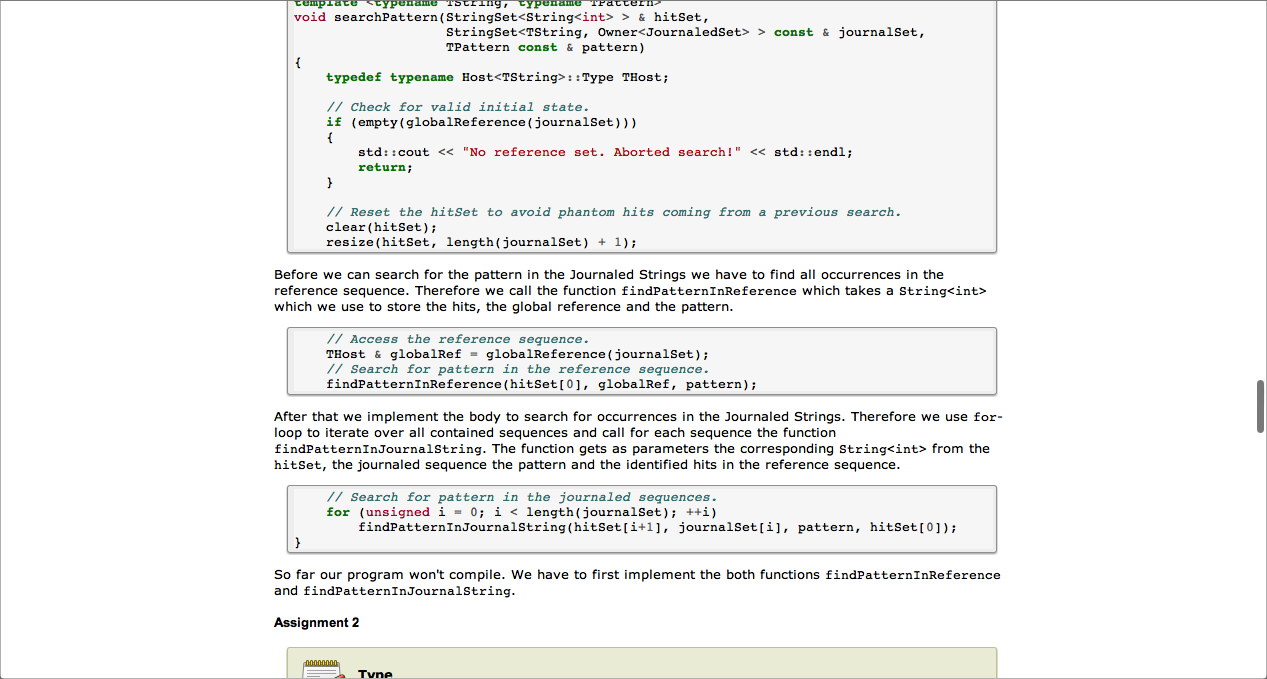 template <typename TString, typename TPattern>
void searchPattern(StringSet<String<int> > & hitSet,
StringSet<TString, Owner<JournaledSet> > const & journalSet,
TPattern const & pattern)
{
typedef typename Host<TString>::Type THost;
// Check for valid initial state.
if (empty(globalReference(journalSet)))
{
std::cout << "No reference set. Aborted search!" << std::endl;
return;
}
// Reset the hitSet to avoid phantom hits coming from a previous search.
clear(hitSet);
resize(hitSet, length(journalSet) + 1);
Before we can search for the pattern in the Journaled Strings we have to find all occurrences in the
reference sequence. Therefore we call the function findPatternInReference which takes a String<int>
which we use to store the hits, the global reference and the pattern.
// Access the reference sequence.
THost & globalRef = globalReference(journalSet);
// Search for pattern in the reference sequence.
findPatternInReference(hitSet[0], globalRef, pattern);
After that we implement the body to search for occurrences in the Journaled Strings. Therefore we use for-
loop to iterate over all contained sequences and call for each sequence the function
findPatternInJournalString. The function gets as parameters the corresponding String<int> from the
hitSet, the journaled sequence the pattern and the identified hits in the reference sequence.
// Search for pattern in the journaled sequences.
for (unsigned i = 0; i < length(journalSet); ++i)
findPatternInJournalString(hitSet[i+1], journalSet[i], pattern, hitSet[0]);
}
So far our program won't compile. We have to first implement the both functions findPatternInReference
and findPatternInJournalString.
Assignment 2
Type